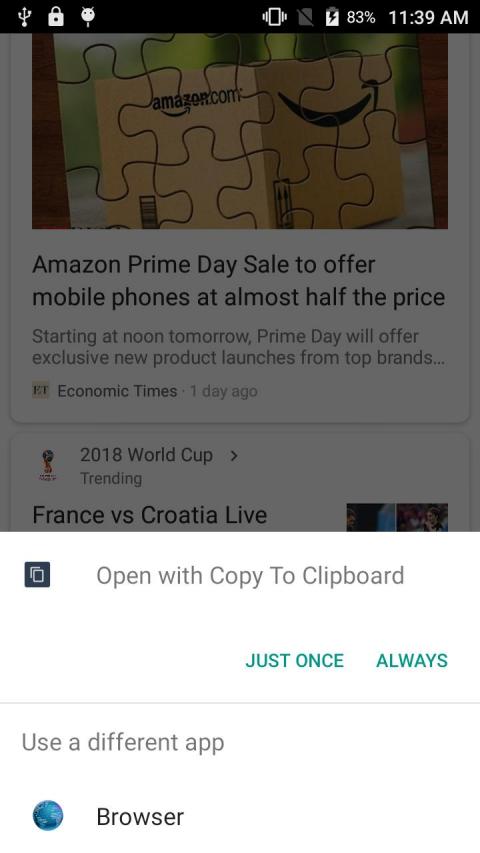 83% 11:39 AM
amazon.com
Amazon Prime Day Sale to offer
mobile phones at almost half the price
Starting at noon tomorrow, Prime Day will offer
exclusive new product launches from top brands...
ET Economic Times · 1 day ago
2018 World Cup >
Trending
France vs Croatia Live
Open with Copy To Clipboard
JUST ONCE ALWAYS
Use a different app
Browser